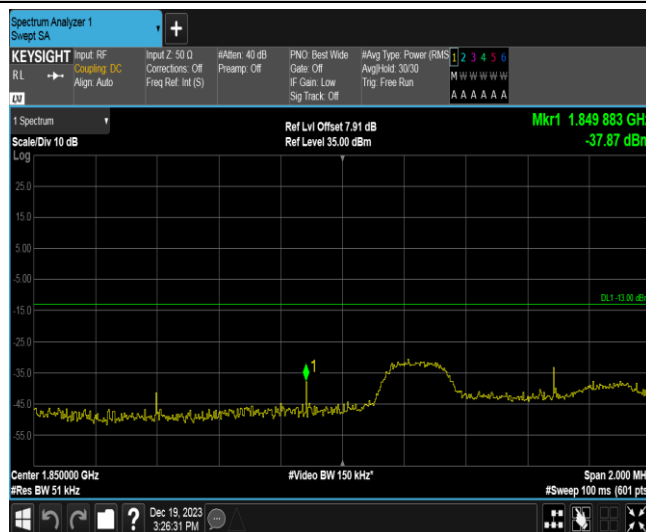 Spectrum Analyzer 1
Swept SA
+
KEYSIGHT
RL
LXI
Input: RF
Coupling: DC
Align: Auto
Input Z: 50 Ω
Corrections: Off
Freq Ref: Int (S)
#Atten: 40 dB
Preamp: Off
PNO: Best Wide
Gate: Off
IF Gain: Low
Sig Track: Off
#Avg Type: Power (RMS
Avg|Hold: 30/30
Trig: Free Run
1 2 3 4 5 6
M W W W W W
A A A A A A
1 Spectrum
Scale/Div 10 dB
Log
Ref Lvl Offset 7.91 dB
Ref Level 35.00 dBm
Mkr1 1.849 883 GHz
-37.87 dBm
25.0
15.0
5.00
-5.00
-15.0
-25.0
-35.0
-45.0
-55.0
DL1 -13.00 dBm
1
Center 1.850000 GHz
#Res BW 51 kHz
#Video BW 150 kHz*
Span 2.000 MH
#Sweep 100 ms (601 pts
?
Dec 19, 2023
3:26:31 PM